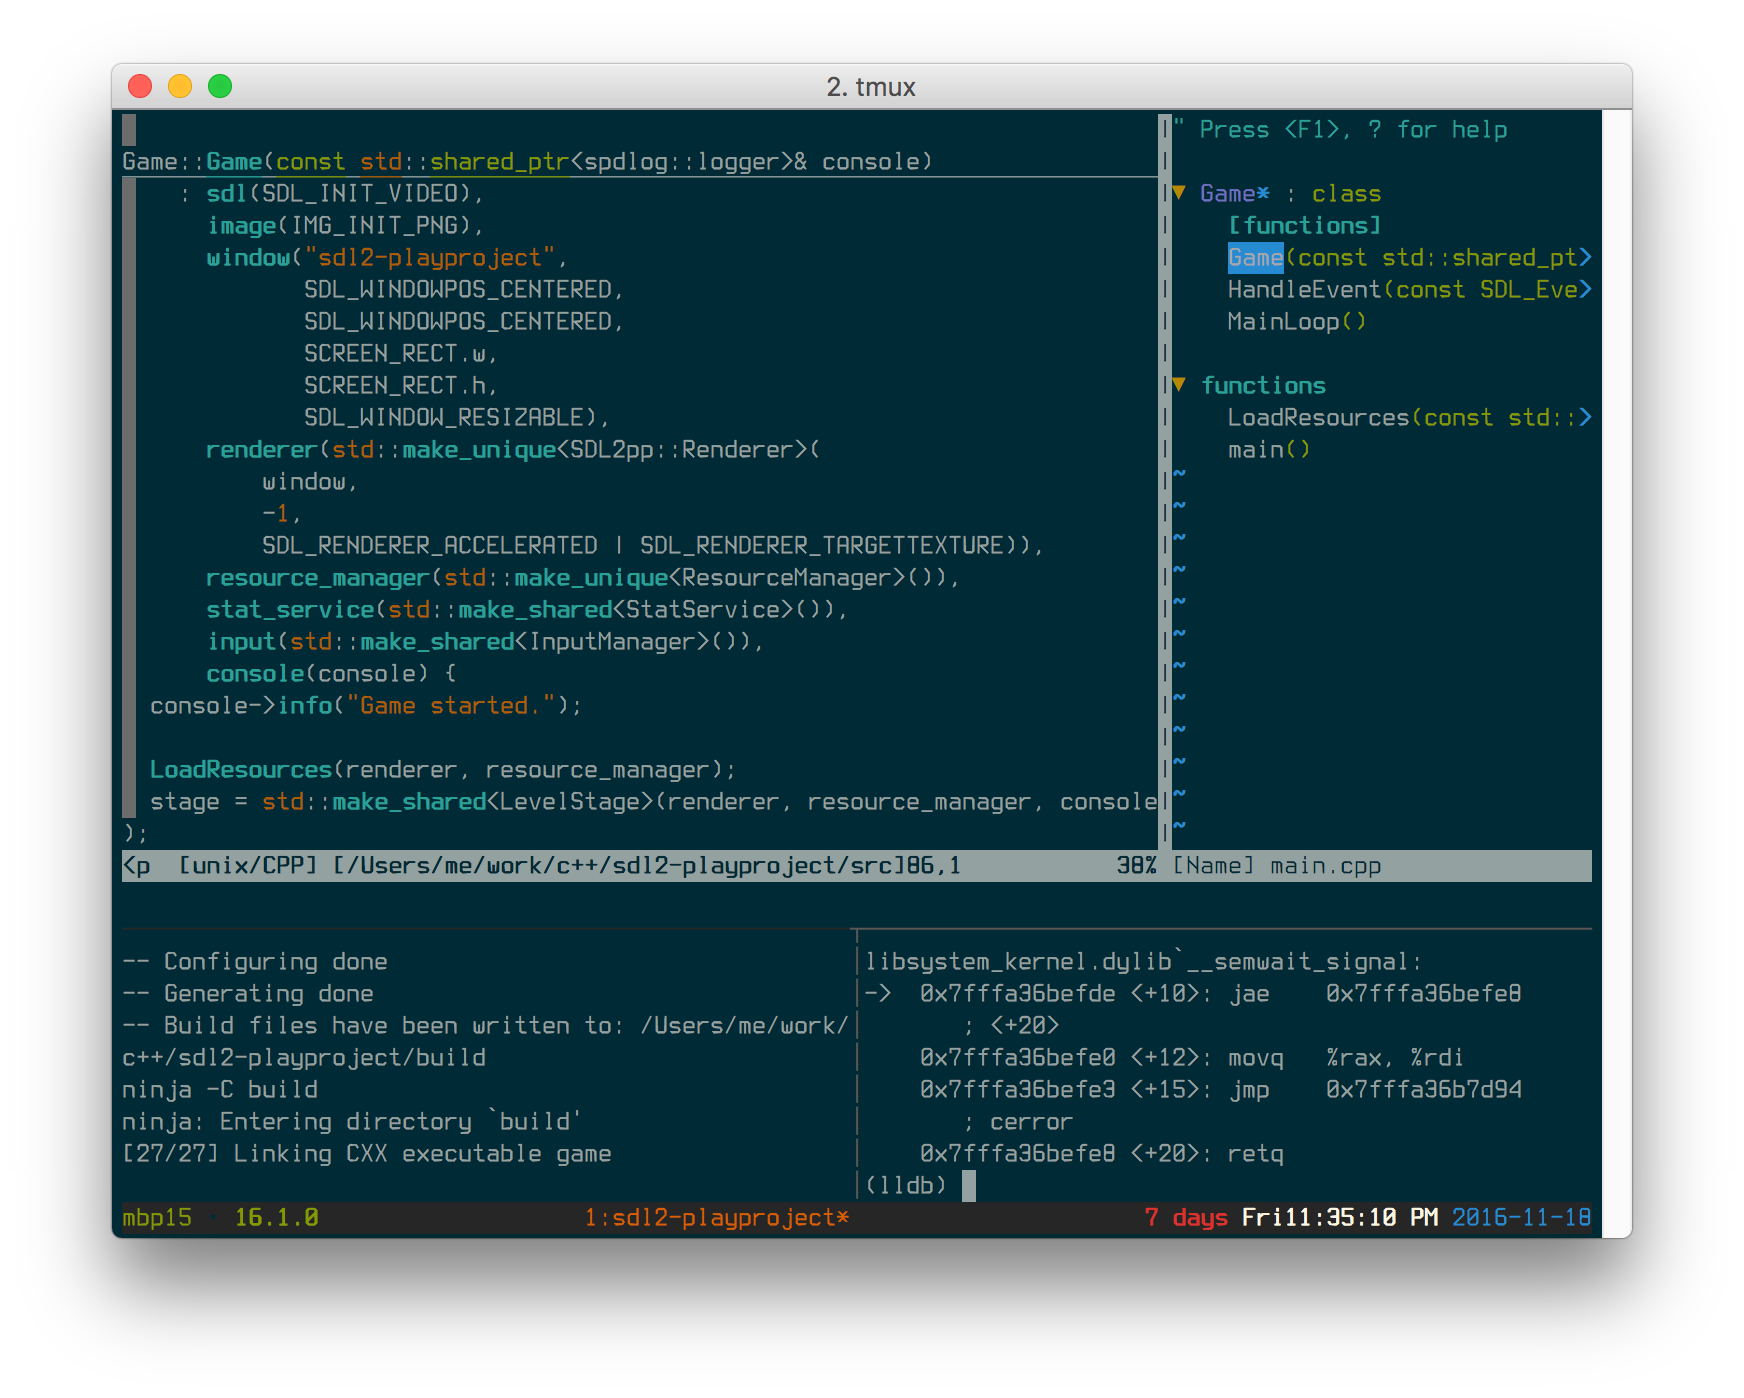 2. tmux
Game::Game(const std::shared_ptr<spdlog::logger>& console)
: sdl(SDL_INIT_VIDEO),
image(IMG_INIT_PNG),
window("sdl2-playproject",
SDL_WINDOWPOS_CENTERED,
SDL_WINDOWPOS_CENTERED,
SCREEN_RECT.w,
SCREEN_RECT.h,
SDL_WINDOW_RESIZABLE),
renderer(std::make_unique<SDL2pp::Renderer>(
window,
-1,
SDL_RENDERER_ACCELERATED | SDL_RENDERER_TARGETTEXTURE)),
resource_manager(std::make_unique<ResourceManager>()),
stat_service(std::make_shared<StatService>()),
input(std::make_shared<InputManager>()),
console(console) {
console->info("Game started.");
LoadResources(renderer, resource_manager);
stage = std::make_shared<LevelStage>(renderer, resource_manager, console
);
<p  [unix/CPP] [/Users/me/work/c++/sdl2-playproject/src]86,1 38%
" Press <F1>, ? for help
▼ Game* : class
[functions]
Game(const std::shared_pt>
HandleEvent(const SDL_Eve>
MainLoop()
▼ functions
LoadResources(const std::>
main()
~
~
~
~
~
~
~
~
~
~
~
~
[Name] main.cpp
-- Configuring done
-- Generating done
-- Build files have been written to: /Users/me/work/
c++/sdl2-playproject/build
ninja -C build
ninja: Entering directory `build'
[27/27] Linking CXX executable game
libsystem_kernel.dylib`__semwait_signal:
->  0x7fffa36befde <+10>: jae    0x7fffa36befe8
; <+20>
0x7fffa36befe0 <+12>: movq   %rax, %rdi
0x7fffa36befe3 <+15>: jmp    0x7fffa36b7d94
; cerror
0x7fffa36befe8 <+20>: retq
(lldb)
mbp15 · 16.1.0 1:sdl2-playproject* 7 days Fri11:35:10 PM 2016-11-18